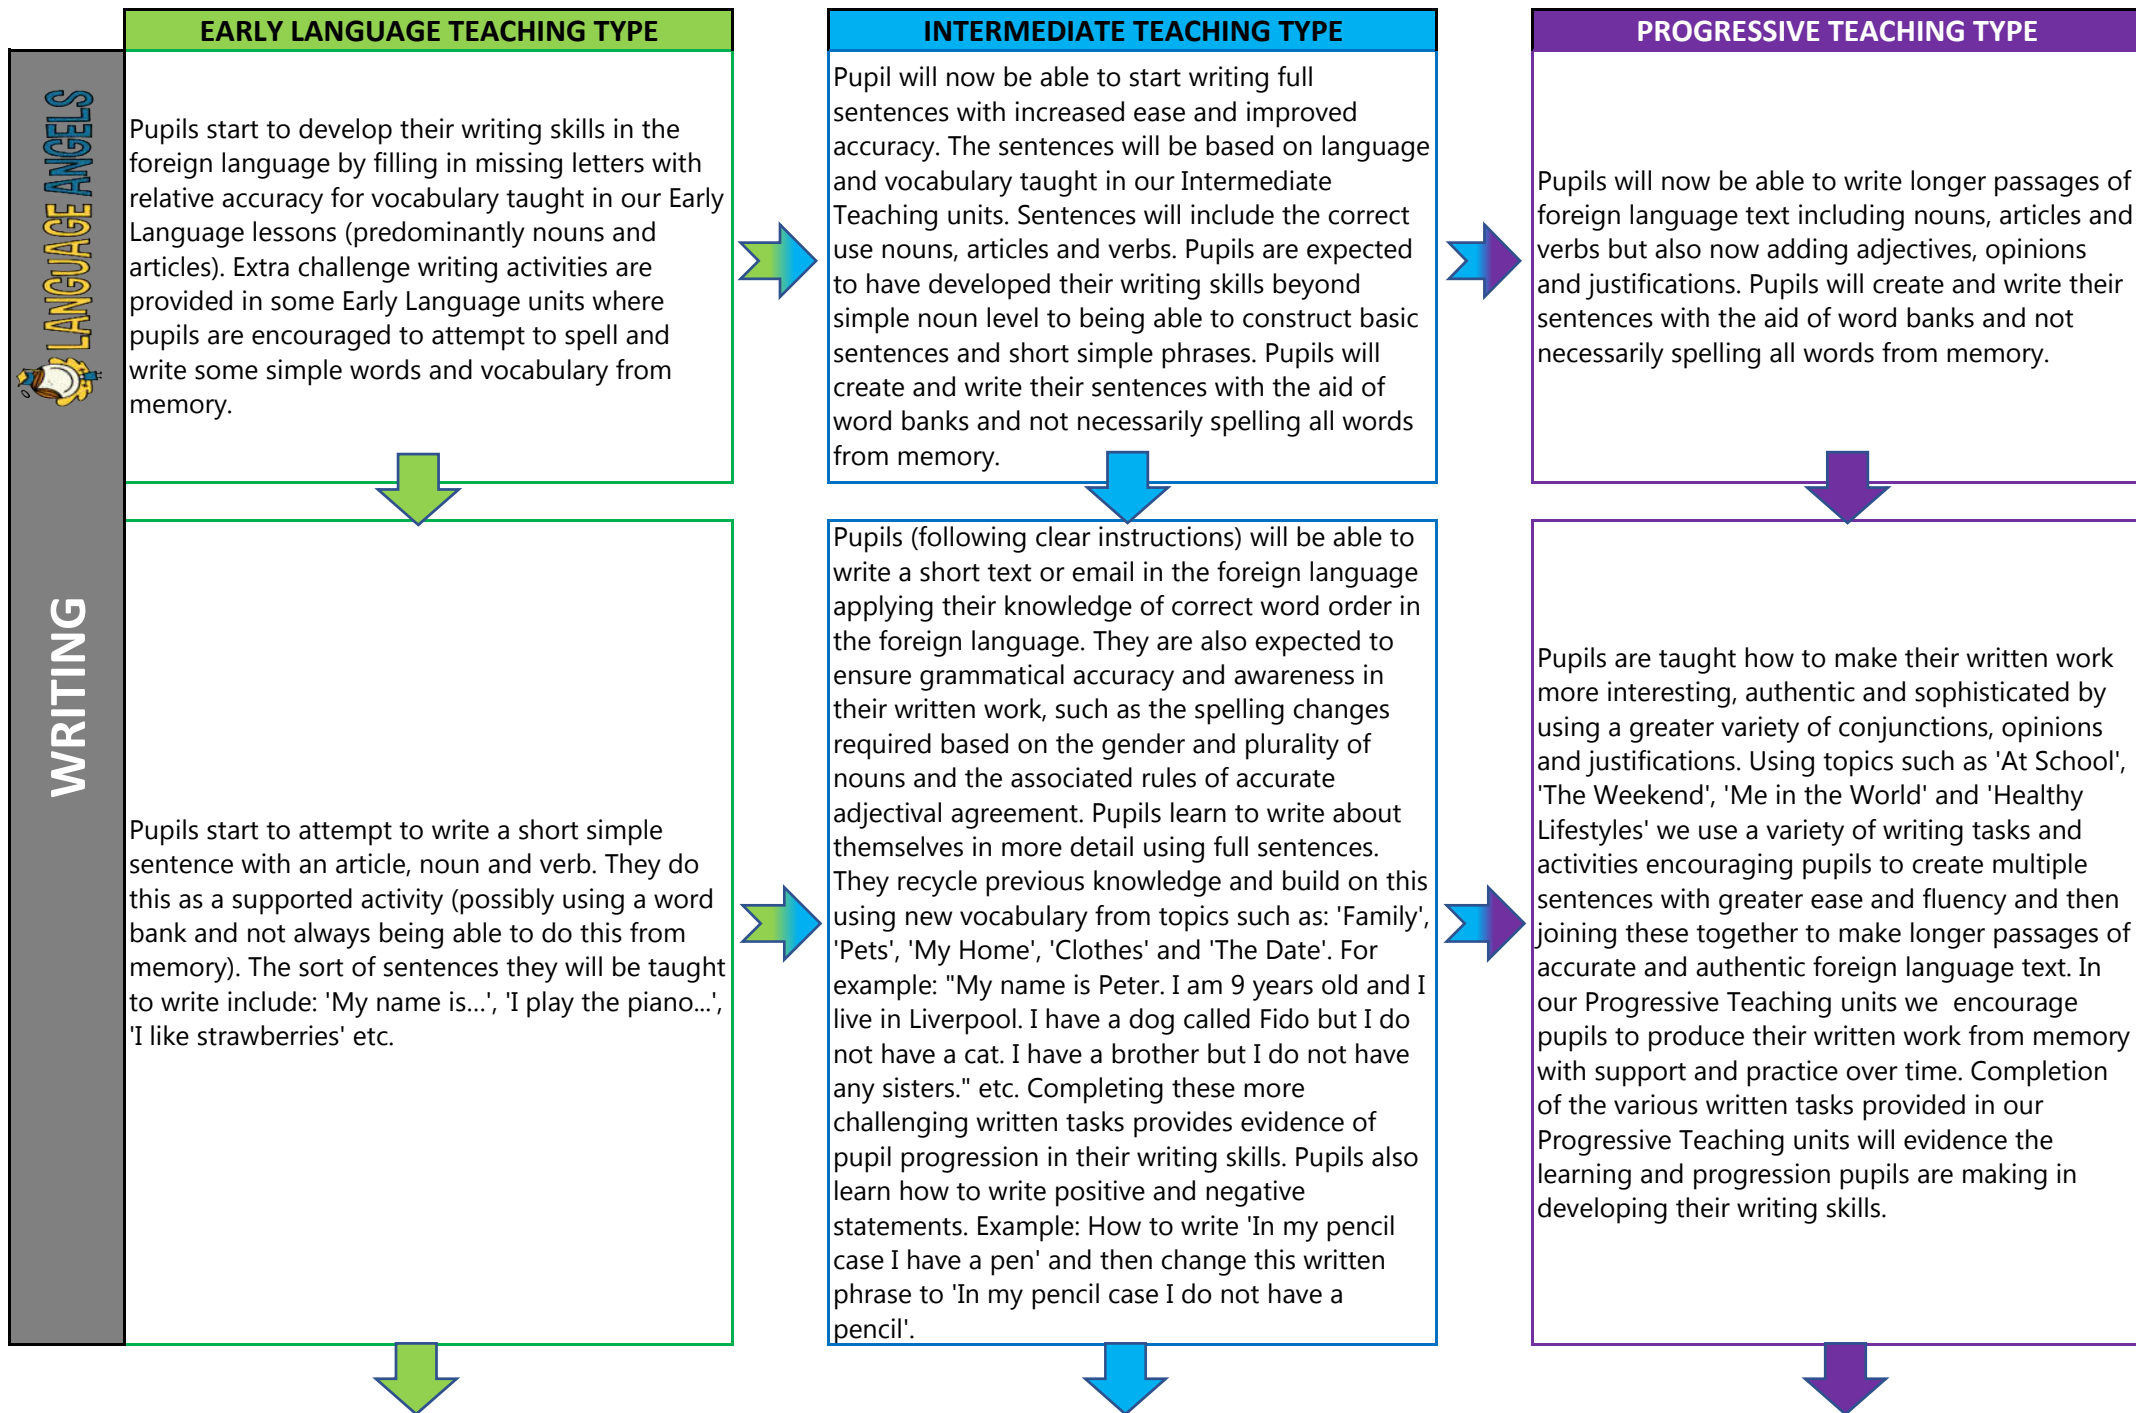 EARLY LANGUAGE TEACHING TYPE
INTERMEDIATE TEACHING TYPE
PROGRESSIVE TEACHING TYPE
LANGUAGE ANGELS
WRITING
Pupils start to develop their writing skills in the
foreign language by filling in missing letters with
relative accuracy for vocabulary taught in our Early
Language lessons (predominantly nouns and
articles). Extra challenge writing activities are
provided in some Early Language units where
pupils are encouraged to attempt to spell and
write some simple words and vocabulary from
memory.
Pupil will now be able to start writing full
sentences with increased ease and improved
accuracy. The sentences will be based on language
and vocabulary taught in our Intermediate
Teaching units. Sentences will include the correct
use nouns, articles and verbs. Pupils are expected
to have developed their writing skills beyond
simple noun level to being able to construct basic
sentences and short simple phrases. Pupils will
create and write their sentences with the aid of
word banks and not necessarily spelling all words
from memory.
Pupils will now be able to write longer passages of
foreign language text including nouns, articles and
verbs but also now adding adjectives, opinions
and justifications. Pupils will create and write their
sentences with the aid of word banks and not
necessarily spelling all words from memory.
Pupils start to attempt to write a short simple
sentence with an article, noun and verb. They do
this as a supported activity (possibly using a word
bank and not always being able to do this from
memory). The sort of sentences they will be taught
to write include: 'My name is...', 'I play the piano...',
'I like strawberries' etc.
Pupils (following clear instructions) will be able to
write a short text or email in the foreign language
applying their knowledge of correct word order in
the foreign language. They are also expected to
ensure grammatical accuracy and awareness in
their written work, such as the spelling changes
required based on the gender and plurality of
nouns and the associated rules of accurate
adjectival agreement. Pupils learn to write about
themselves in more detail using full sentences.
They recycle previous knowledge and build on this
using new vocabulary from topics such as: 'Family',
'Pets', 'My Home', 'Clothes' and 'The Date'. For
example: "My name is Peter. I am 9 years old and I
live in Liverpool. I have a dog called Fido but I do
not have a cat. I have a brother but I do not have
any sisters." etc. Completing these more
challenging written tasks provides evidence of
pupil progression in their writing skills. Pupils also
learn how to write positive and negative
statements. Example: How to write 'In my pencil
case I have a pen' and then change this written
phrase to 'In my pencil case I do not have a
pencil'.
Pupils are taught how to make their written work
more interesting, authentic and sophisticated by
using a greater variety of conjunctions, opinions
and justifications. Using topics such as 'At School',
'The Weekend', 'Me in the World' and 'Healthy
Lifestyles' we use a variety of writing tasks and
activities encouraging pupils to create multiple
sentences with greater ease and fluency and then
joining these together to make longer passages of
accurate and authentic foreign language text. In
our Progressive Teaching units we encourage
pupils to produce their written work from memory
with support and practice over time. Completion
of the various written tasks provided in our
Progressive Teaching units will evidence the
learning and progression pupils are making in
developing their writing skills.